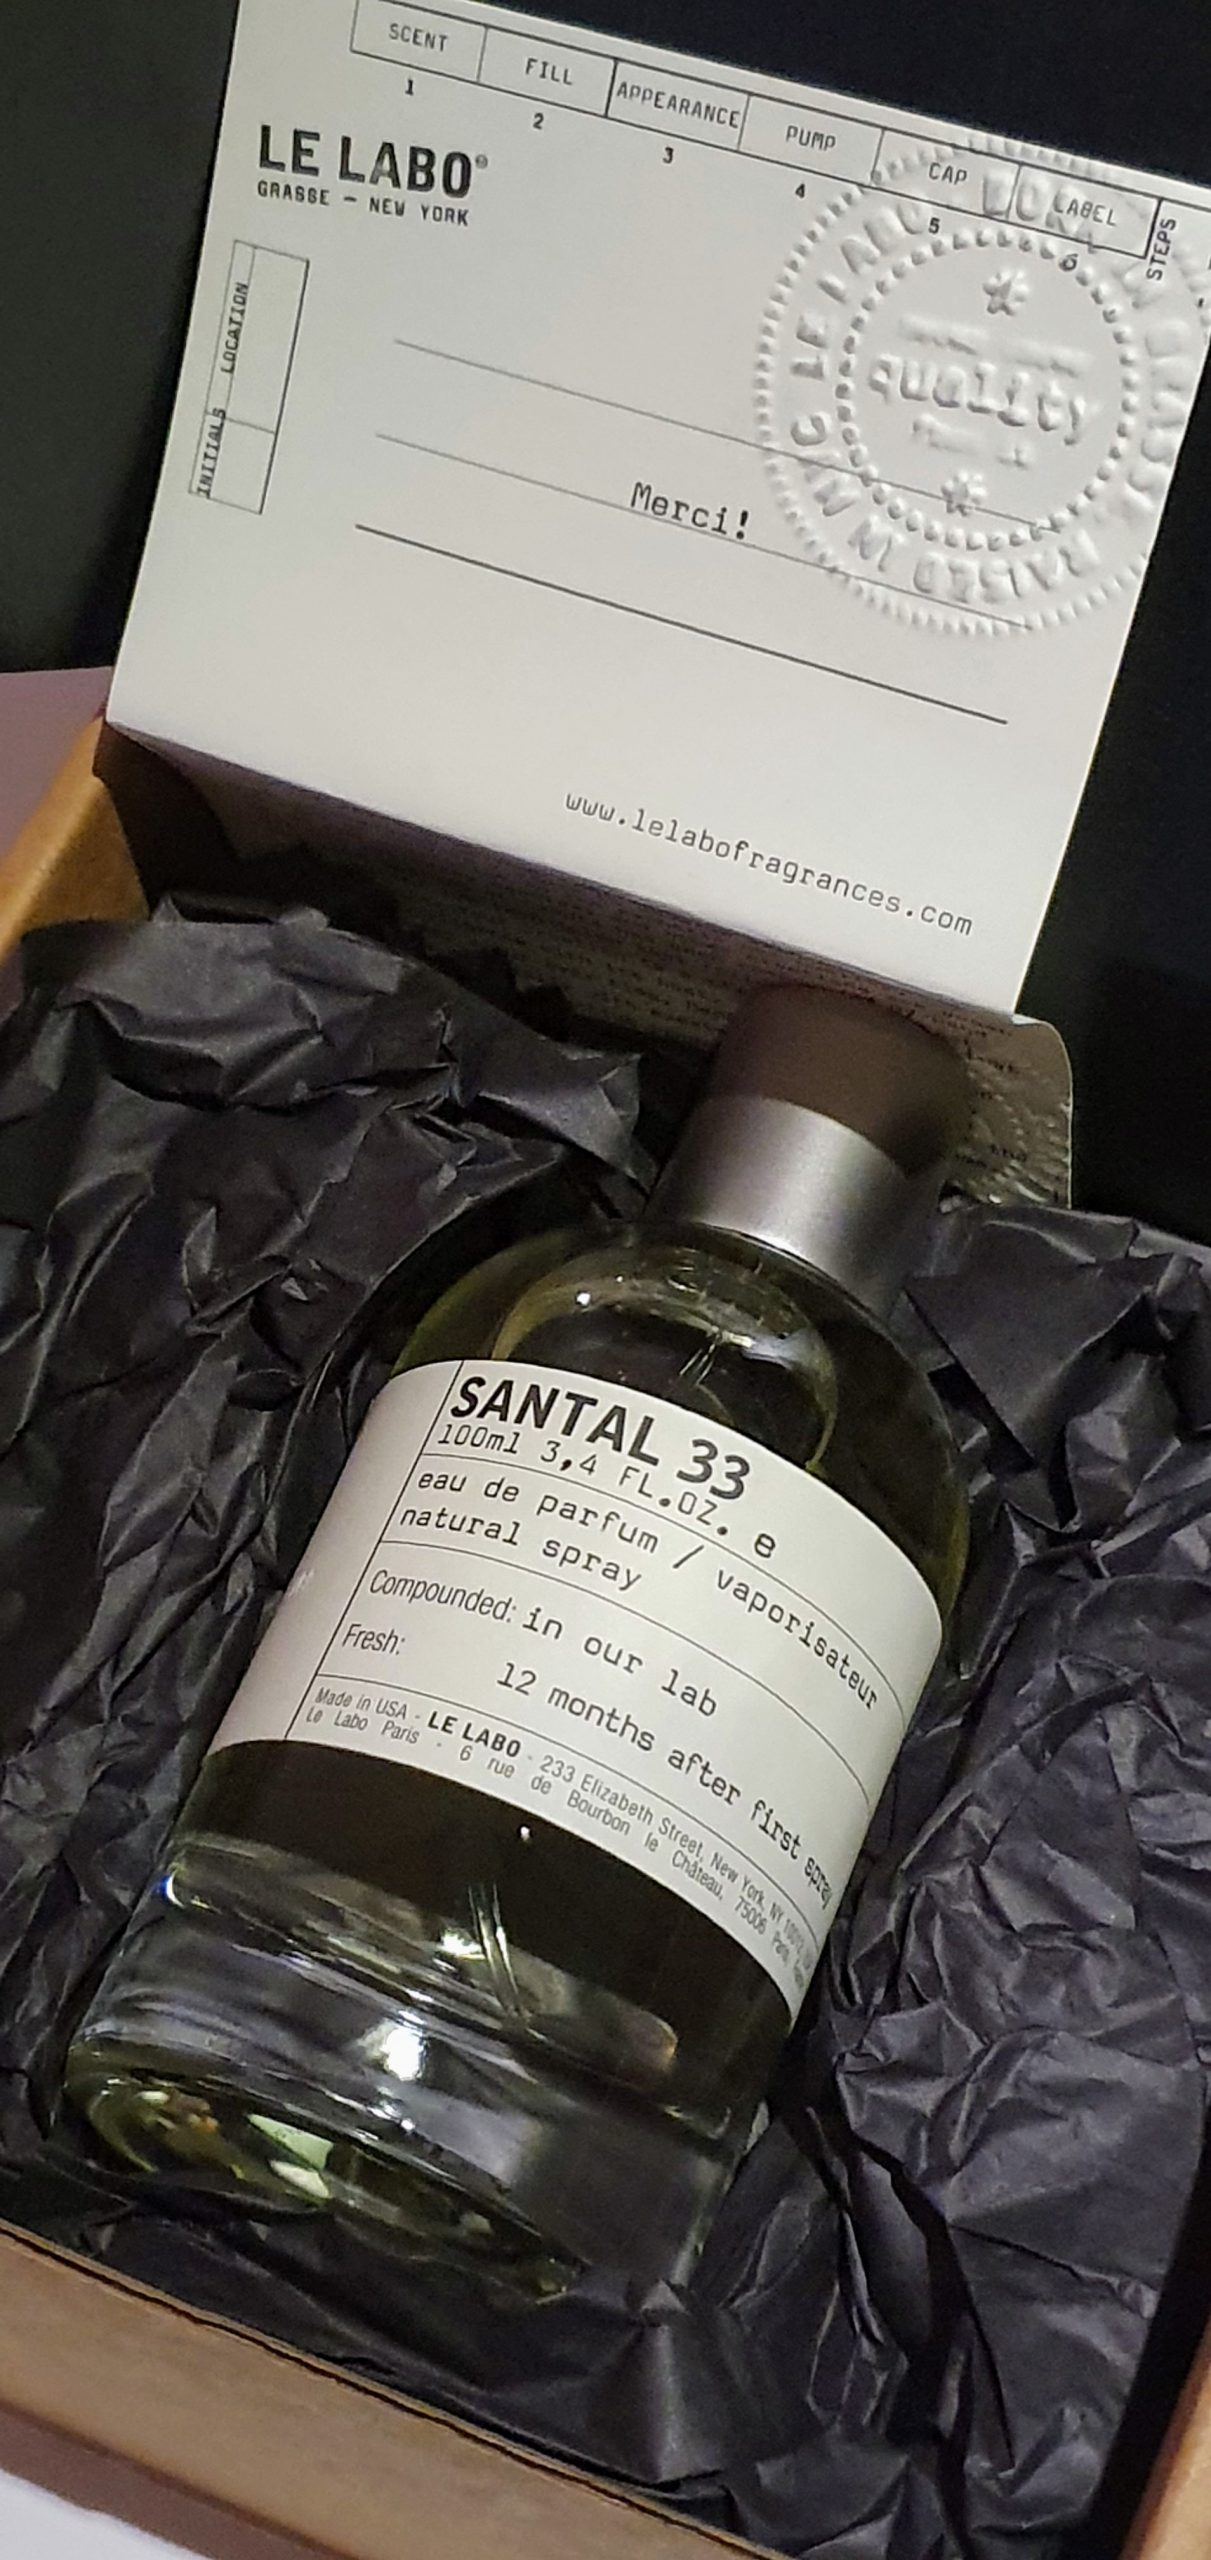 SCENT FILL APPEARANCE PUMP CAP LABEL
1 2 3 4 5 6
STEPS
LE LABO®
GRASSE — NEW YORK
LOCATION
INITIALS
quality
Merci!
www.lelabofragrances.com
SANTAL 33
100ml 3,4 FL.OZ. e
eau de parfum / vaporisateur
natural spray
Compounded: in our lab
Fresh: 12 months after first spray
Made in USA - LE LABO - 233 Elizabeth Street, New York, NY
Le Labo Paris - 6 rue de Bourbon le Château, 75006 Paris